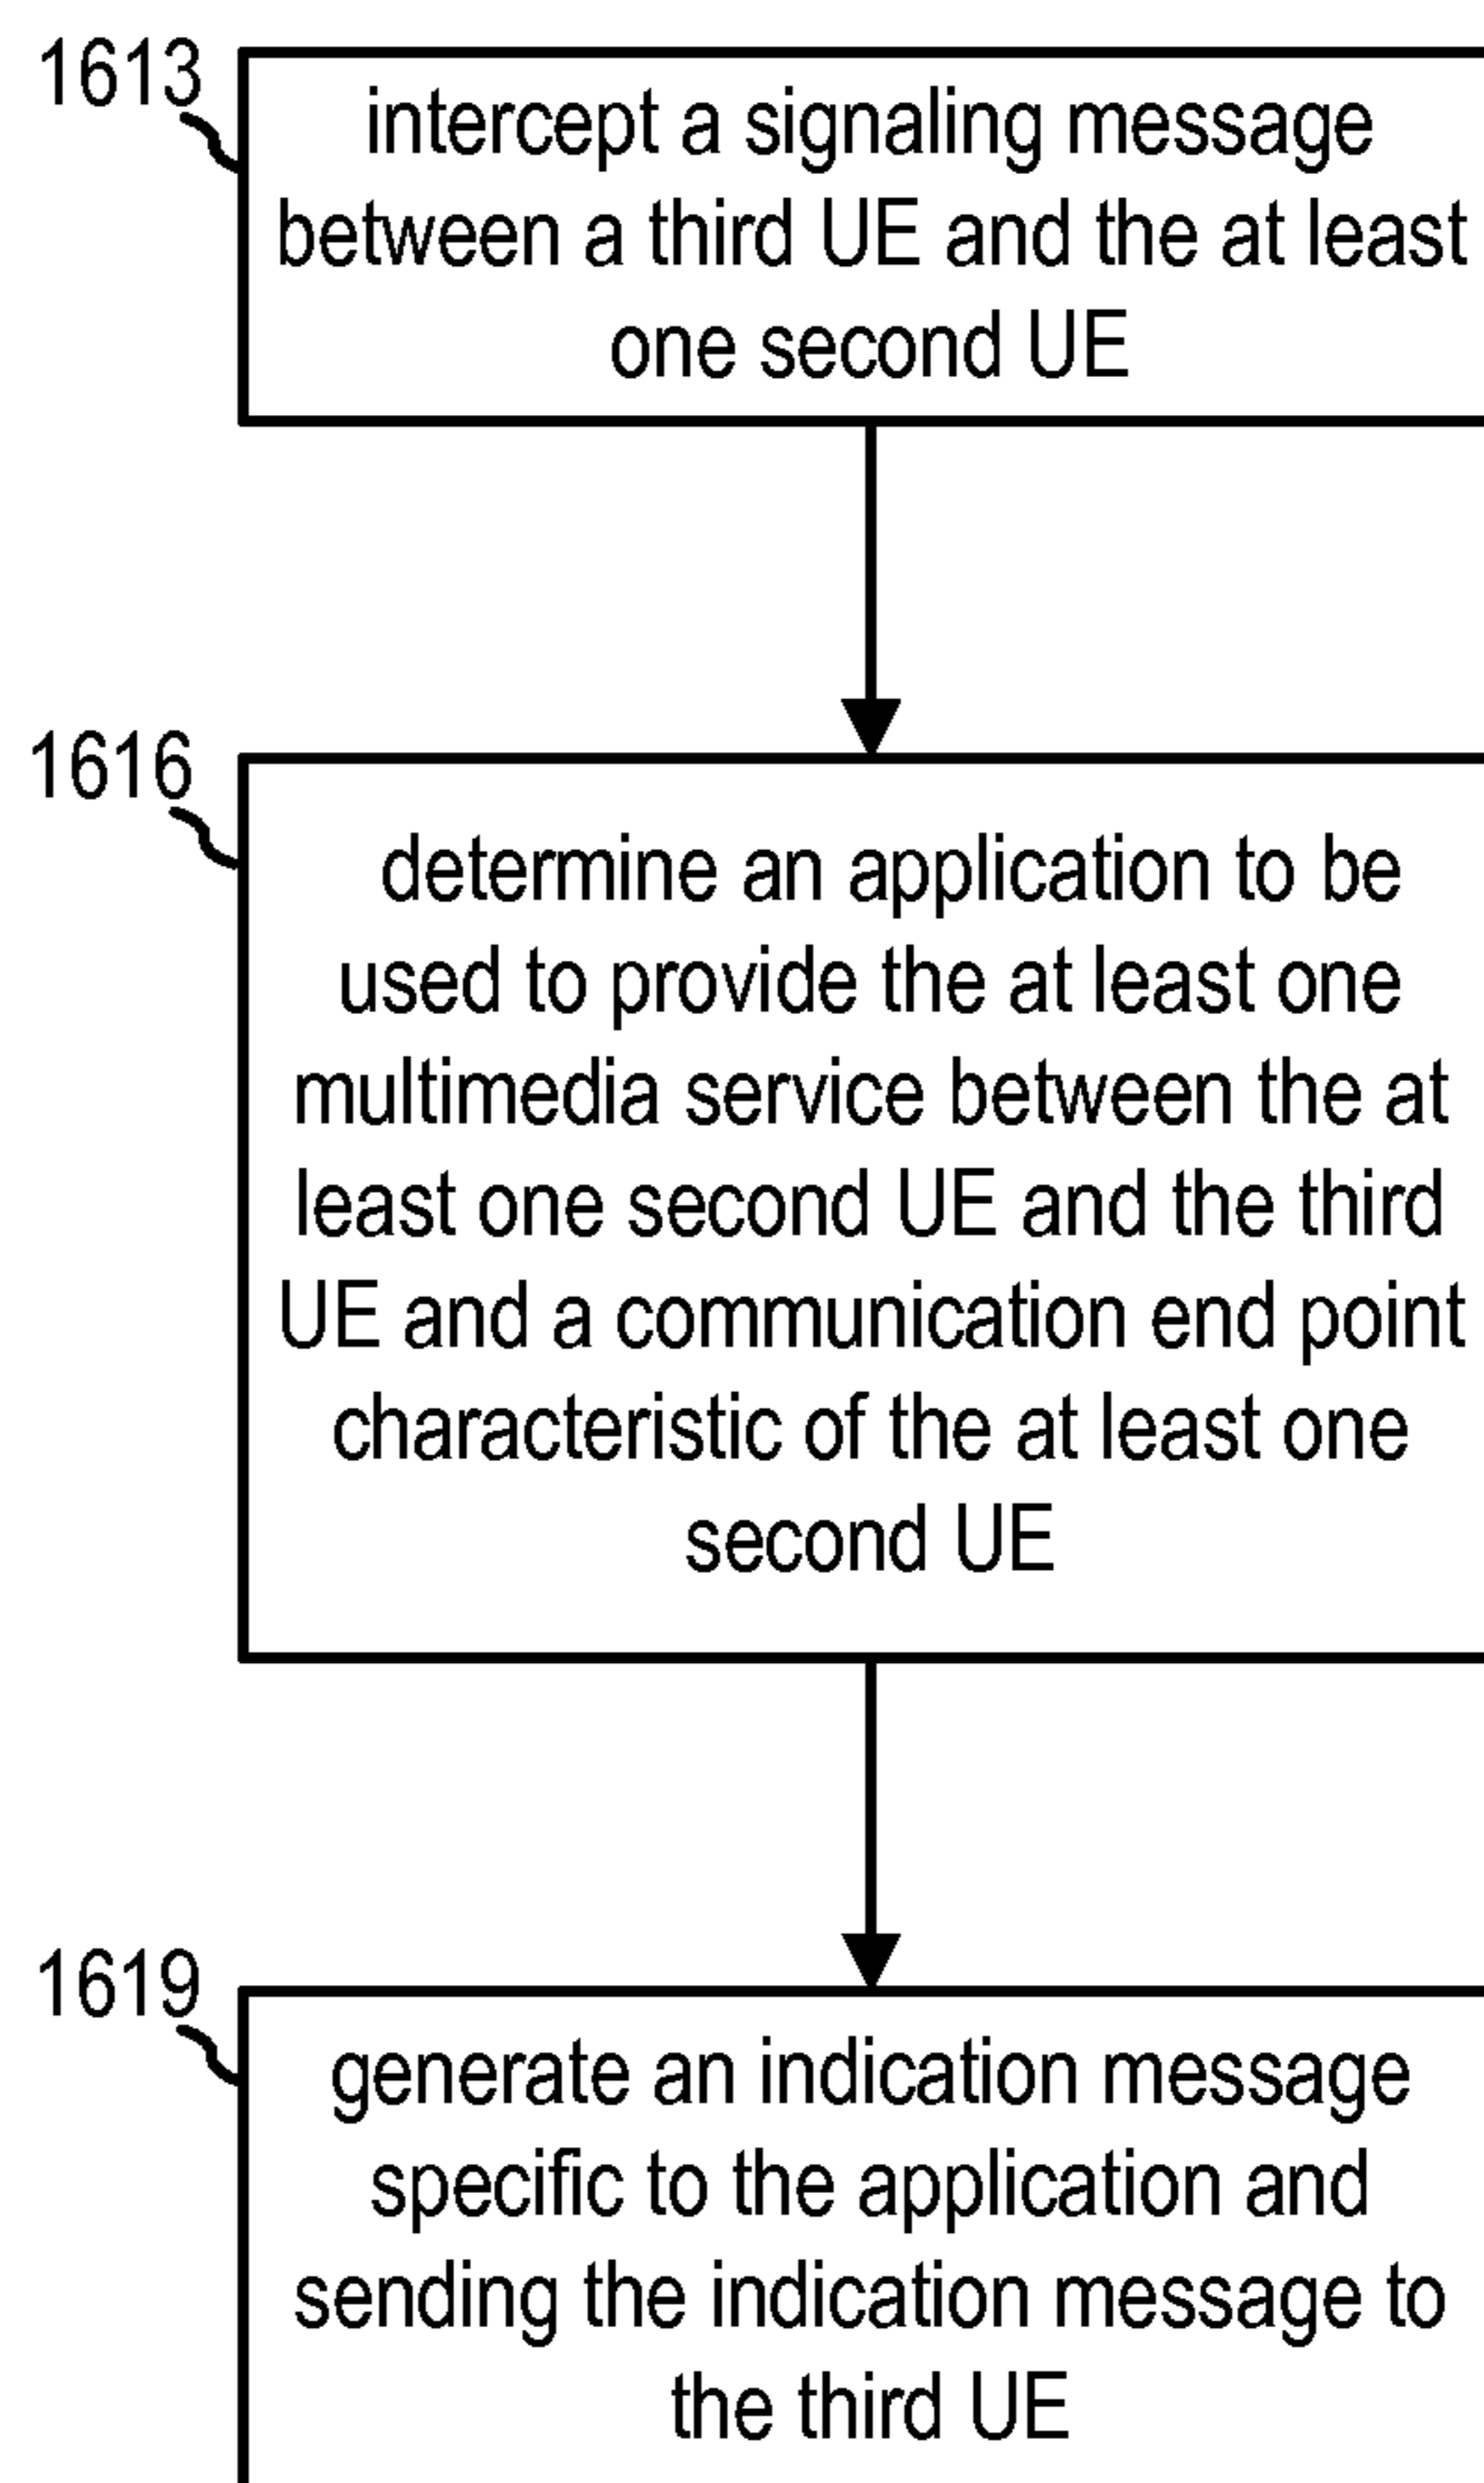 1613
intercept a signaling message
between a third UE and the at least
one second UE
1616
determine an application to be
used to provide the at least one
multimedia service between the at
least one second UE and the third
UE and a communication end point
characteristic of the at least one
second UE
1619
generate an indication message
specific to the application and
sending the indication message to
the third UE